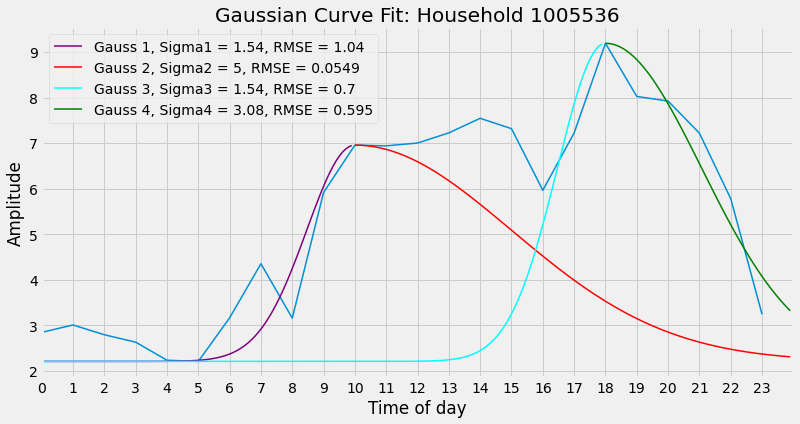 Gaussian Curve Fit: Household 1005536
Gauss 1, Sigma1 = 1.54, RMSE = 1.04
Gauss 2, Sigma2 = 5, RMSE = 0.0549
Gauss 3, Sigma3 = 1.54, RMSE = 0.7
Gauss 4, Sigma4 = 3.08, RMSE = 0.595
Amplitude
9
8
7
6
5
4
3
2
0 1 2 3 4 5 6 7 8 9 10 11 12 13 14 15 16 17 18 19 20 21 22 23
Time of day